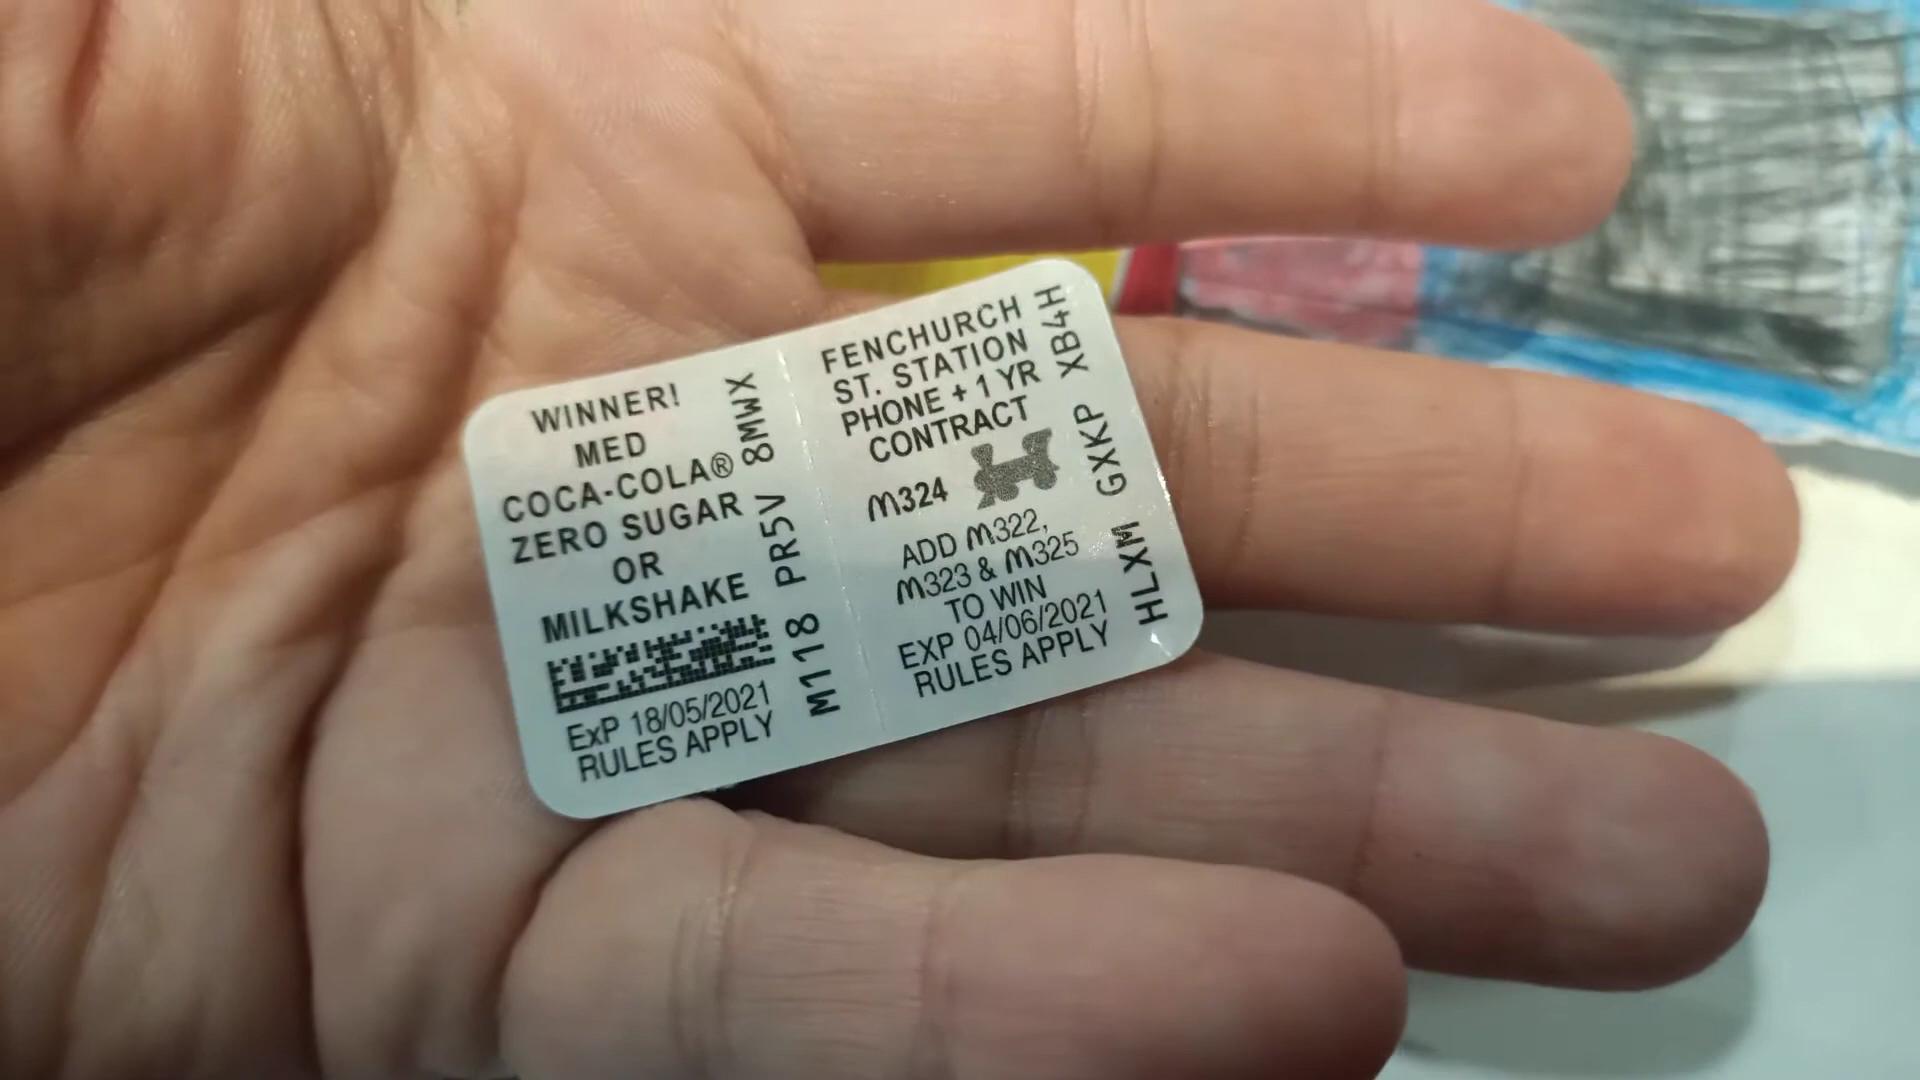 WINNER!
MED
COCA-COLA®
ZERO SUGAR
OR
MILKSHAKE
ExP 18/05/2021
RULES APPLY
M118 PR5V 8MWX
FENCHURCH
ST. STATION
PHONE + 1 YR
CONTRACT
M324
ADD M322,
M323 & M325
TO WIN
EXP 04/06/2021
RULES APPLY
HLXM GXKP XB4H